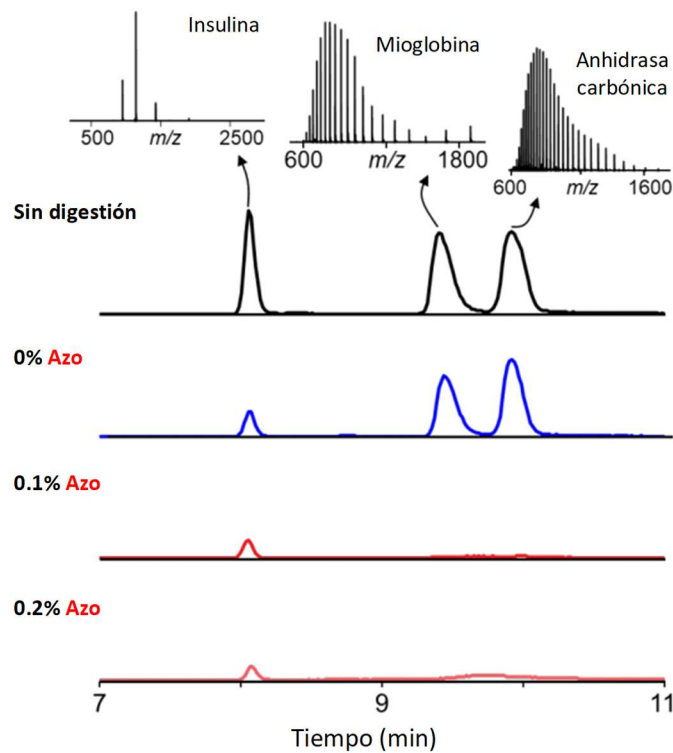 Insulina
Mioglobina
Anhidrasa
carbónica
500 m/z 2500
600 m/z 1800
600 m/z 1600
Sin digestión
0% Azo
0.1% Azo
0.2% Azo
7 9 11
Tiempo (min)